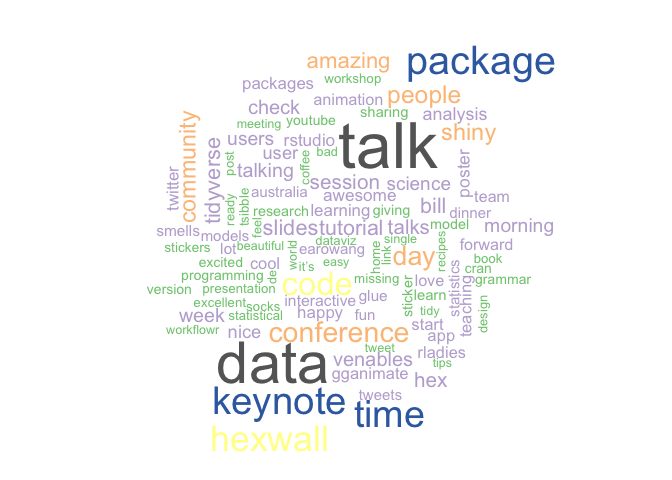 amazing
package
workshop
packages
animation
people
check
sharing
analysis
community
meeting
youtube
users
rstudio
talk
shiny
tidyverse
post
user
coffee
bad
poster
twitter
talking
session
science
team
ready
tsibble
australia
awesome
bill
dinner
research
learning
giving
smells
feel
slides
tutorial
talks
model
morning
stickers
models
lot
beautiful
world
dataviz
earowang
home
link
single
day
recipes
forward
excited
cool
de
it's
easy
book
programming
code
missing
love
statistics
cran
grammar
version
presentation
interactive
glue
sticker
learn
teaching
design
excellent
socks
statistical
happy
fun
tidy
week
nice
conference
start
app
workflowr
tweet
data
venables
rladies
tips
gganimate
hex
keynote
time
tweets
hexwall